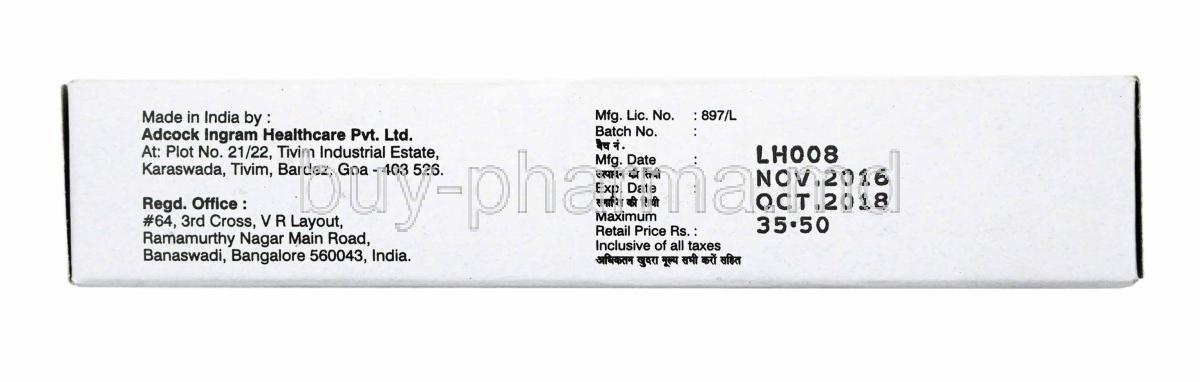 Made in India by :
Adcock Ingram Healthcare Pvt. Ltd.
At: Plot No. 21/22, Tivim Industrial Estate,
Karaswada, Tivim, Bardez, Goa - 403 526.
Regd. Office :
#64, 3rd Cross, V R Layout,
Ramamurthy Nagar Main Road,
Banaswadi, Bangalore 560043, India.
Mfg. Lic. No. : 897/L
Batch No. : LH008
बैच नं.
Mfg. Date : NOV.2016
उत्पादन की तिथी
Exp. Date : OCT.2018
समाप्ति की तिथी
Maximum
Retail Price Rs. : 35.50
Inclusive of all taxes
अधिकतम खुदरा मूल्य सभी करों सहित
buy-pharma.md